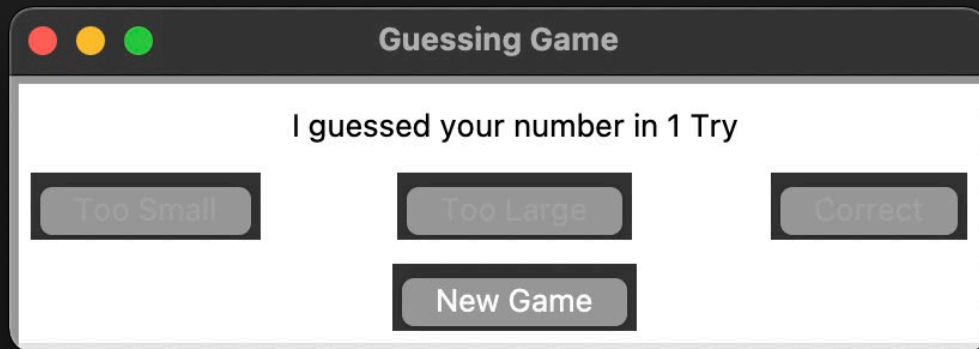 Guessing Game
I guessed your number in 1 Try
Too Small Too Large Correct
New Game